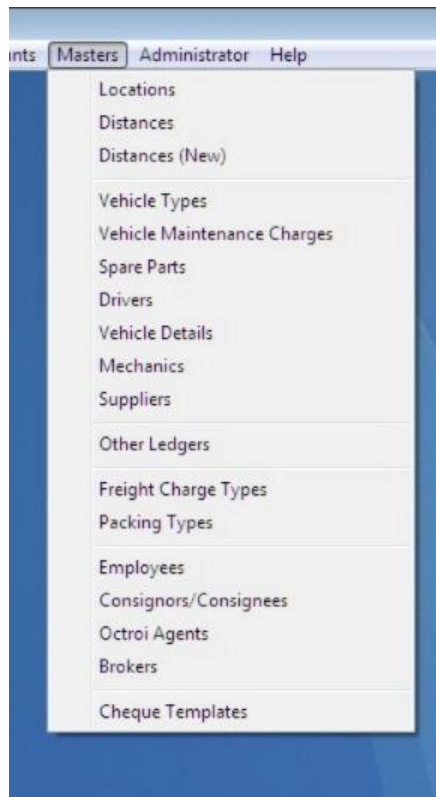 nts Masters Administrator Help
Locations
Distances
Distances (New)
Vehicle Types
Vehicle Maintenance Charges
Spare Parts
Drivers
Vehicle Details
Mechanics
Suppliers
Other Ledgers
Freight Charge Types
Packing Types
Employees
Consignors/Consignees
Octroi Agents
Brokers
Cheque Templates